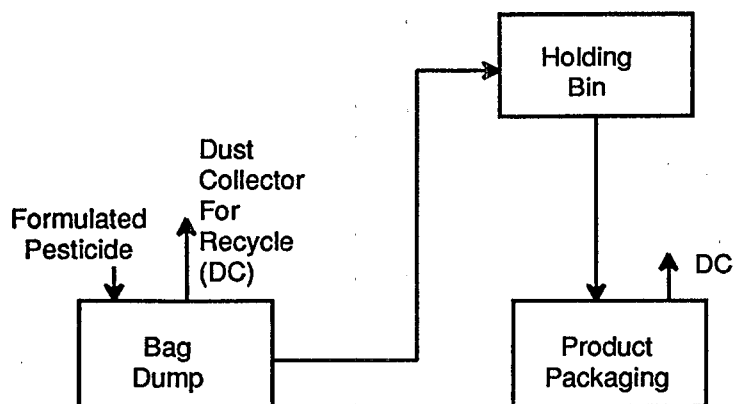 Holding
Bin
Dust
Collector
For
Recycle
(DC)
Formulated
Pesticide
DC
Bag
Dump
Product
Packaging